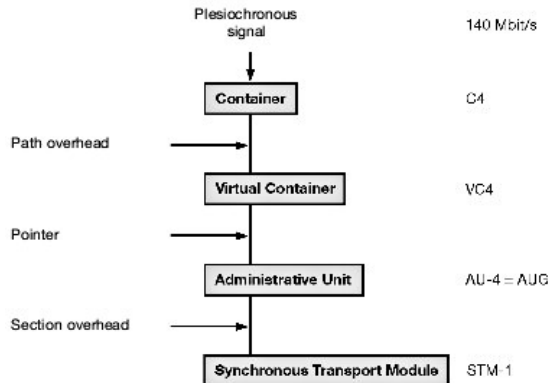 Plesiochronous
signal
140 Mbit/s
Container
C4
Path overhead
Virtual Container
VC4
Pointer
Administrative Unit
AU-4 = AUG
Section overhead
Synchronous Transport Module
STM-1